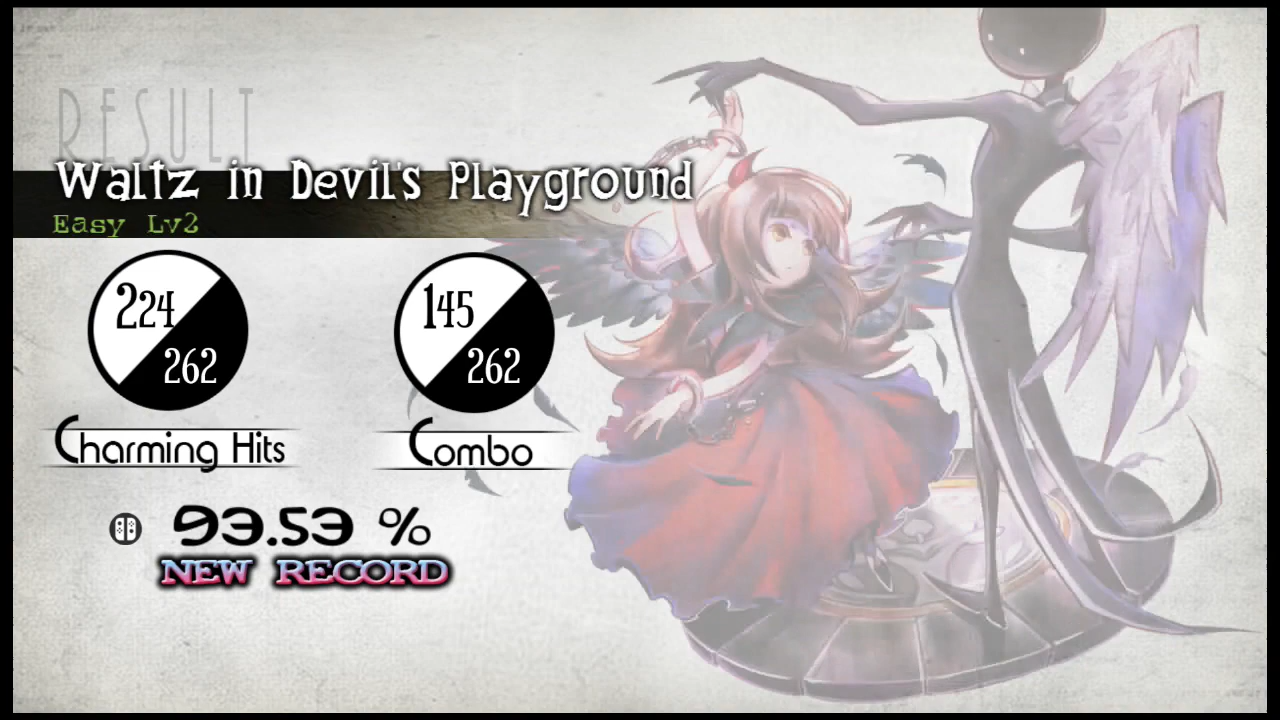 RESULT
Waltz in Devil's Playground
Easy Lv2
224
262
145
262
Charming Hits
Combo
93.53 %
NEW RECORD